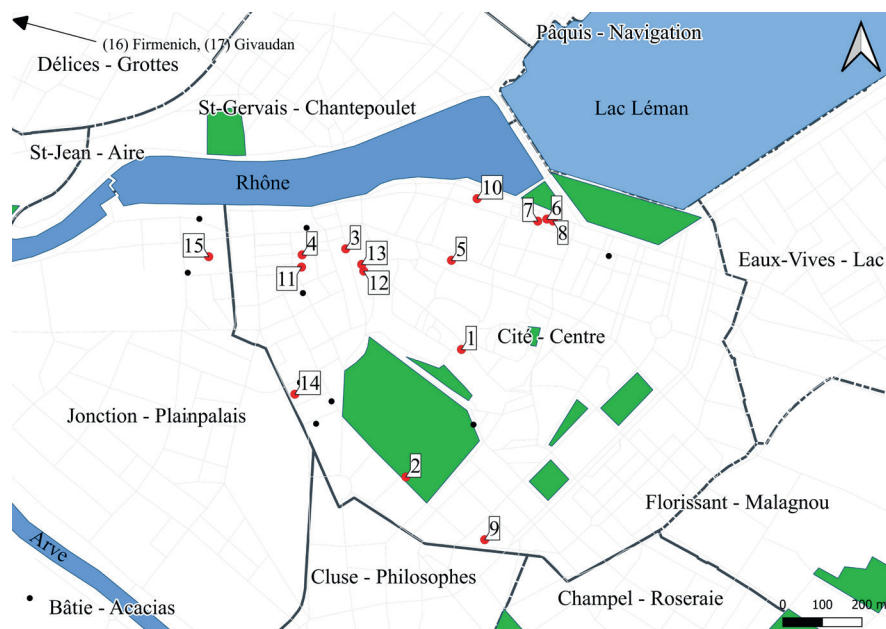 Pâquis - Navigation
(16) Firmenich, (17) Givaudan
Délices - Grottes
St-Gervais - Chantepoulet
Lac Léman
St-Jean - Aire
Rhône
10
7
6
8
3
4
13
5
15
11
12
Eaux-Vives - Lac
1
Cité - Centre
14
Jonction - Plainpalais
2
Florissant - Malagnou
9
Arve
Cluse - Philosophes
Champel - Roseraie
Bâtie - Acacias
0 100 200 m